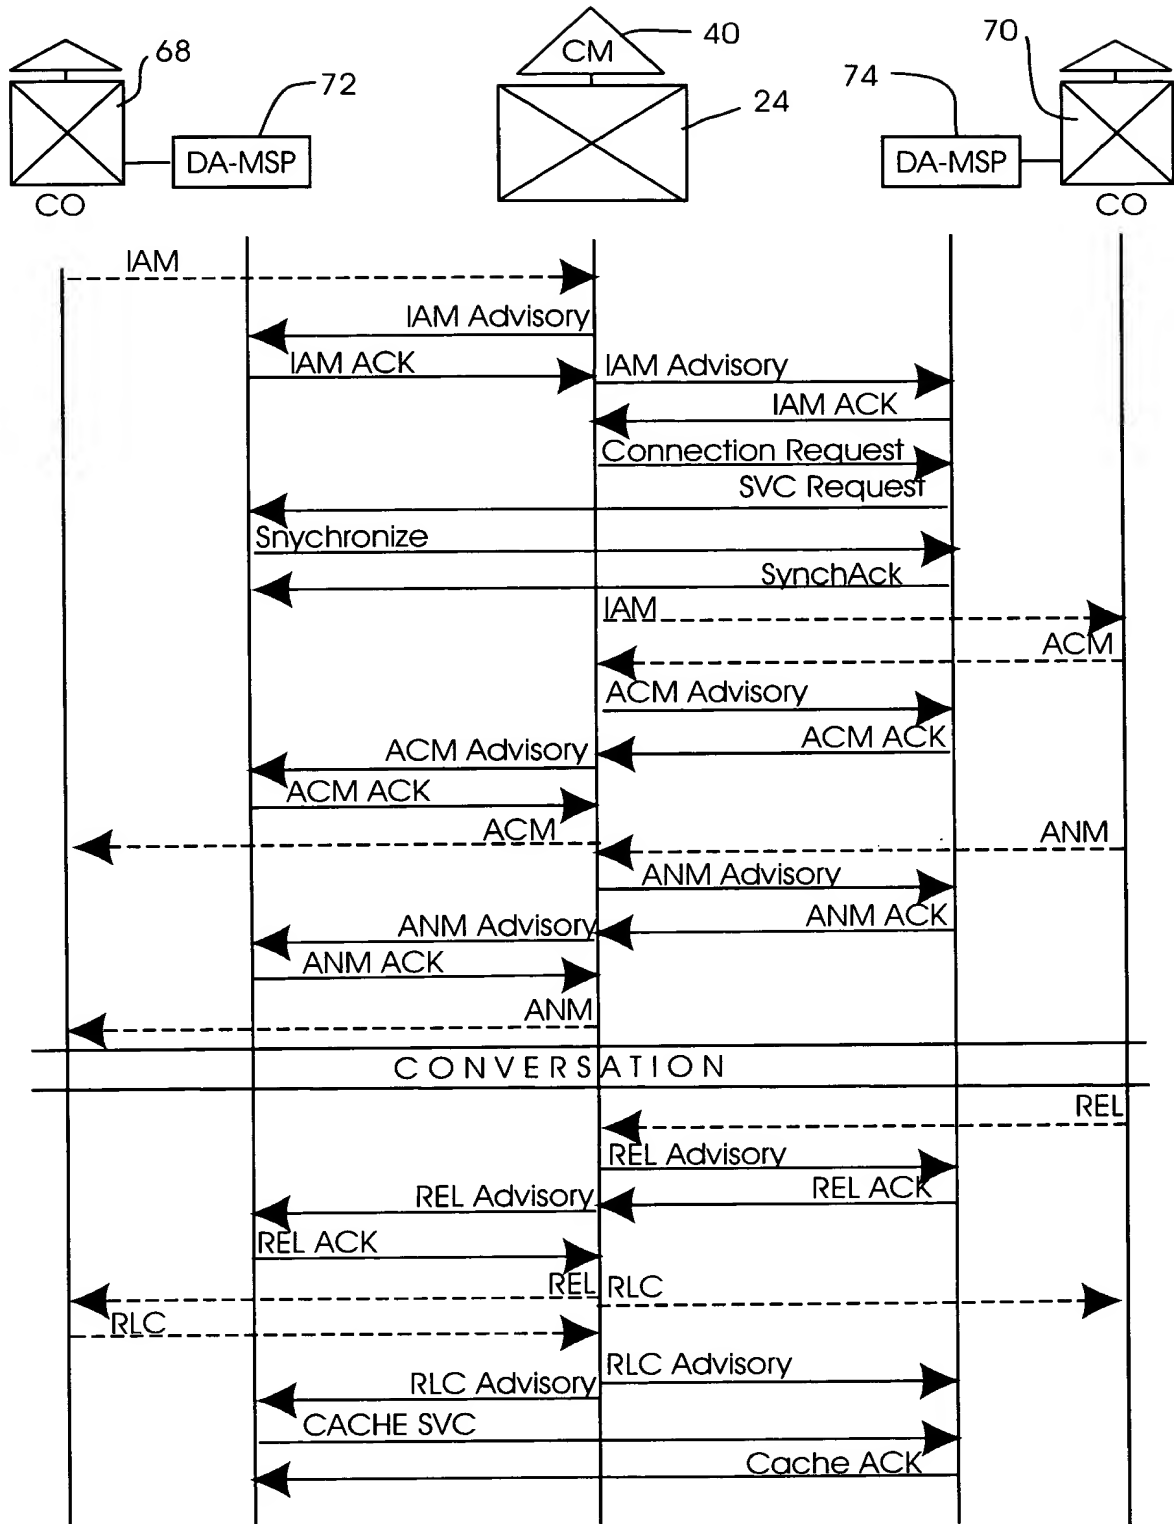 68
72
CM
40
24
74
70
DA-MSP
DA-MSP
CO
CO
IAM
IAM Advisory
IAM ACK
IAM Advisory
IAM ACK
Connection Request
SVC Request
Snychronize
SynchAck
IAM
ACM
ACM Advisory
ACM ACK
ACM Advisory
ACM ACK
ACM
ANM
ANM Advisory
ANM ACK
ANM Advisory
ANM ACK
ANM
CONVERSATION
REL
REL Advisory
REL ACK
REL Advisory
REL ACK
REL
RLC
RLC
RLC Advisory
RLC Advisory
CACHE SVC
Cache ACK